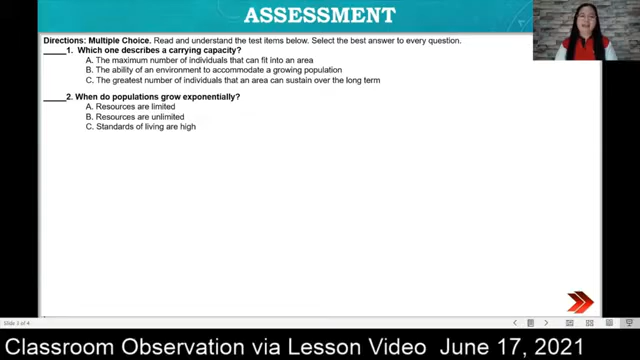 ASSESSMENT
Directions: Multiple Choice. Read and understand the test items below. Select the best answer to every question.
_____1. Which one describes a carrying capacity?
A. The maximum number of individuals that can fit into an area
B. The ability of an environment to accommodate a growing population
C. The greatest number of individuals that an area can sustain over the long term
_____2. When do populations grow exponentially?
A. Resources are limited
B. Resources are unlimited
C. Standards of living are high
Slide 3 of 4
Classroom Observation via Lesson Video June 17, 2021